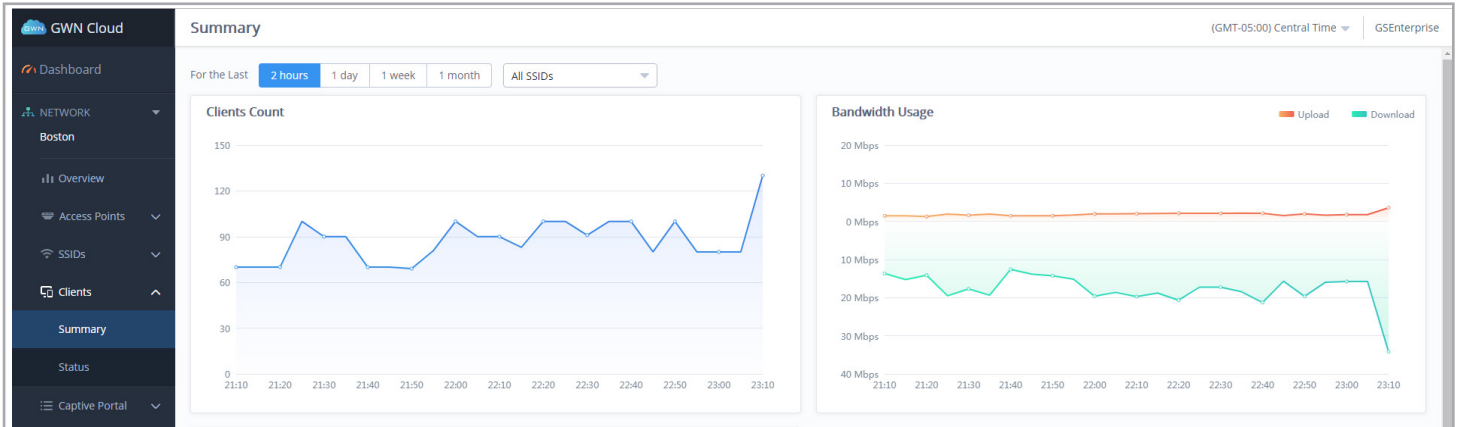 GWN GWN Cloud
Summary
(GMT-05:00) Central Time
GSEnterprise
Dashboard
NETWORK
Boston
Overview
Access Points
SSIDs
Clients
Summary
Status
Captive Portal
For the Last 2 hours 1 day 1 week 1 month All SSIDs
Clients Count
150
120
90
60
30
0
21:10 21:20 21:30 21:40 21:50 22:00 22:10 22:20 22:30 22:40 22:50 23:00 23:10
Bandwidth Usage
Upload Download
20 Mbps
10 Mbps
0 Mbps
10 Mbps
20 Mbps
30 Mbps
40 Mbps
21:10 21:20 21:30 21:40 21:50 22:00 22:10 22:20 22:30 22:40 22:50 23:00 23:10